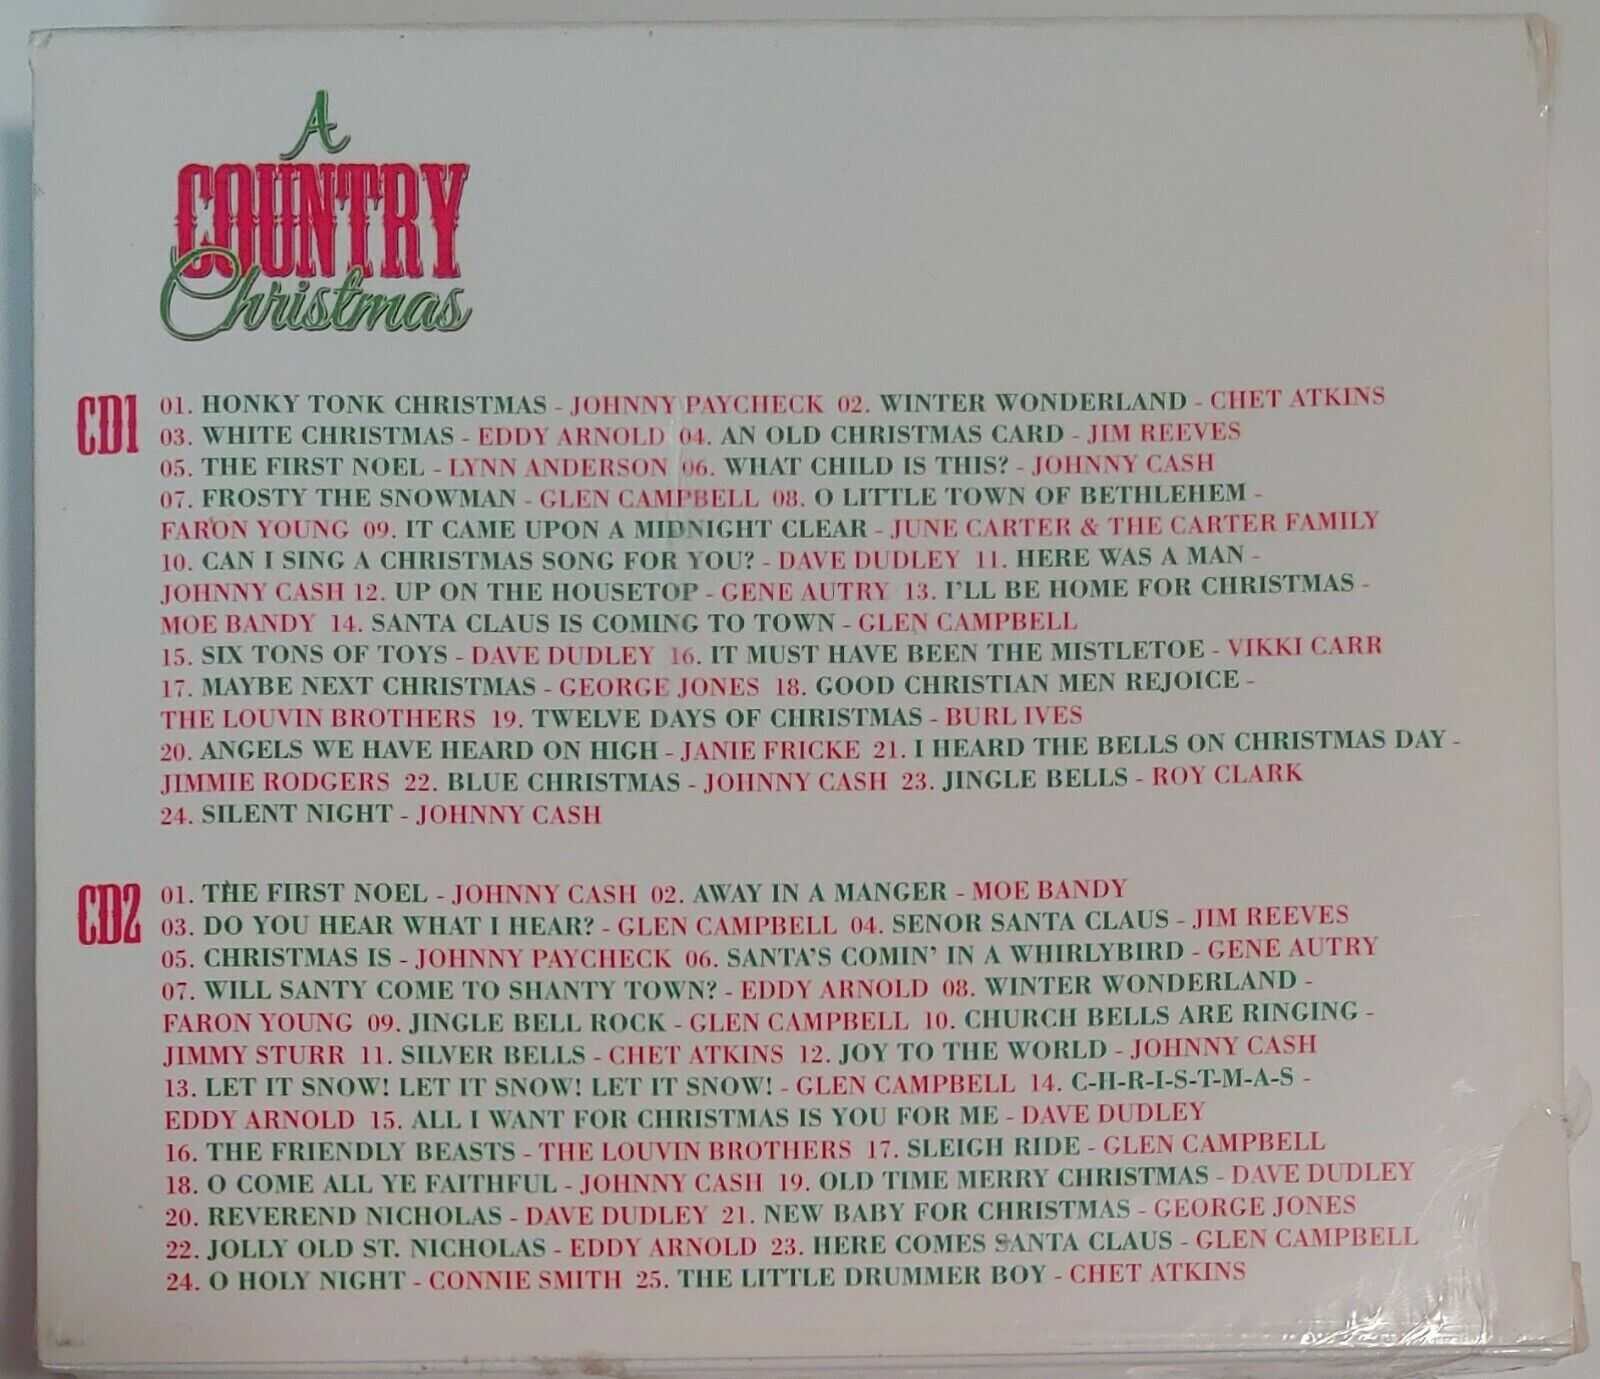 A
COUNTRY
Christmas
CD1
01. HONKY TONK CHRISTMAS - JOHNNY PAYCHECK 02. WINTER WONDERLAND - CHET ATKINS
03. WHITE CHRISTMAS - EDDY ARNOLD 04. AN OLD CHRISTMAS CARD - JIM REEVES
05. THE FIRST NOEL - LYNN ANDERSON 06. WHAT CHILD IS THIS? - JOHNNY CASH
07. FROSTY THE SNOWMAN - GLEN CAMPBELL 08. O LITTLE TOWN OF BETHLEHEM -
FARON YOUNG 09. IT CAME UPON A MIDNIGHT CLEAR - JUNE CARTER & THE CARTER FAMILY
10. CAN I SING A CHRISTMAS SONG FOR YOU? - DAVE DUDLEY 11. HERE WAS A MAN -
JOHNNY CASH 12. UP ON THE HOUSETOP - GENE AUTRY 13. I'LL BE HOME FOR CHRISTMAS -
MOE BANDY 14. SANTA CLAUS IS COMING TO TOWN - GLEN CAMPBELL
15. SIX TONS OF TOYS - DAVE DUDLEY 16. IT MUST HAVE BEEN THE MISTLETOE - VIKKI CARR
17. MAYBE NEXT CHRISTMAS - GEORGE JONES 18. GOOD CHRISTIAN MEN REJOICE -
THE LOUVIN BROTHERS 19. TWELVE DAYS OF CHRISTMAS - BURL IVES
20. ANGELS WE HAVE HEARD ON HIGH - JANIE FRICKE 21. I HEARD THE BELLS ON CHRISTMAS DAY -
JIMMIE RODGERS 22. BLUE CHRISTMAS - JOHNNY CASH 23. JINGLE BELLS - ROY CLARK
24. SILENT NIGHT - JOHNNY CASH
CD2
01. THE FIRST NOEL - JOHNNY CASH 02. AWAY IN A MANGER - MOE BANDY
03. DO YOU HEAR WHAT I HEAR? - GLEN CAMPBELL 04. SENOR SANTA CLAUS - JIM REEVES
05. CHRISTMAS IS - JOHNNY PAYCHECK 06. SANTA'S COMIN' IN A WHIRLYBIRD - GENE AUTRY
07. WILL SANTY COME TO SHANTY TOWN? - EDDY ARNOLD 08. WINTER WONDERLAND -
FARON YOUNG 09. JINGLE BELL ROCK - GLEN CAMPBELL 10. CHURCH BELLS ARE RINGING -
JIMMY STURR 11. SILVER BELLS - CHET ATKINS 12. JOY TO THE WORLD - JOHNNY CASH
13. LET IT SNOW! LET IT SNOW! LET IT SNOW! - GLEN CAMPBELL 14. C-H-R-I-S-T-M-A-S -
EDDY ARNOLD 15. ALL I WANT FOR CHRISTMAS IS YOU FOR ME - DAVE DUDLEY
16. THE FRIENDLY BEASTS - THE LOUVIN BROTHERS 17. SLEIGH RIDE - GLEN CAMPBELL
18. O COME ALL YE FAITHFUL - JOHNNY CASH 19. OLD TIME MERRY CHRISTMAS - DAVE DUDLEY
20. REVEREND NICHOLAS - DAVE DUDLEY 21. NEW BABY FOR CHRISTMAS - GEORGE JONES
22. JOLLY OLD ST. NICHOLAS - EDDY ARNOLD 23. HERE COMES SANTA CLAUS - GLEN CAMPBELL
24. O HOLY NIGHT - CONNIE SMITH 25. THE LITTLE DRUMMER BOY - CHET ATKINS